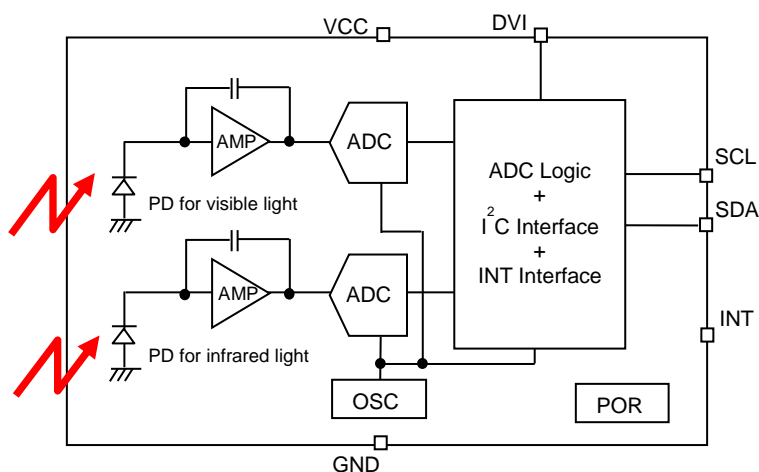 VCC
DVI
AMP
ADC
PD for visible light
ADC Logic
+
I²C Interface
+
INT Interface
SCL
SDA
AMP
ADC
PD for infrared light
INT
OSC
POR
GND